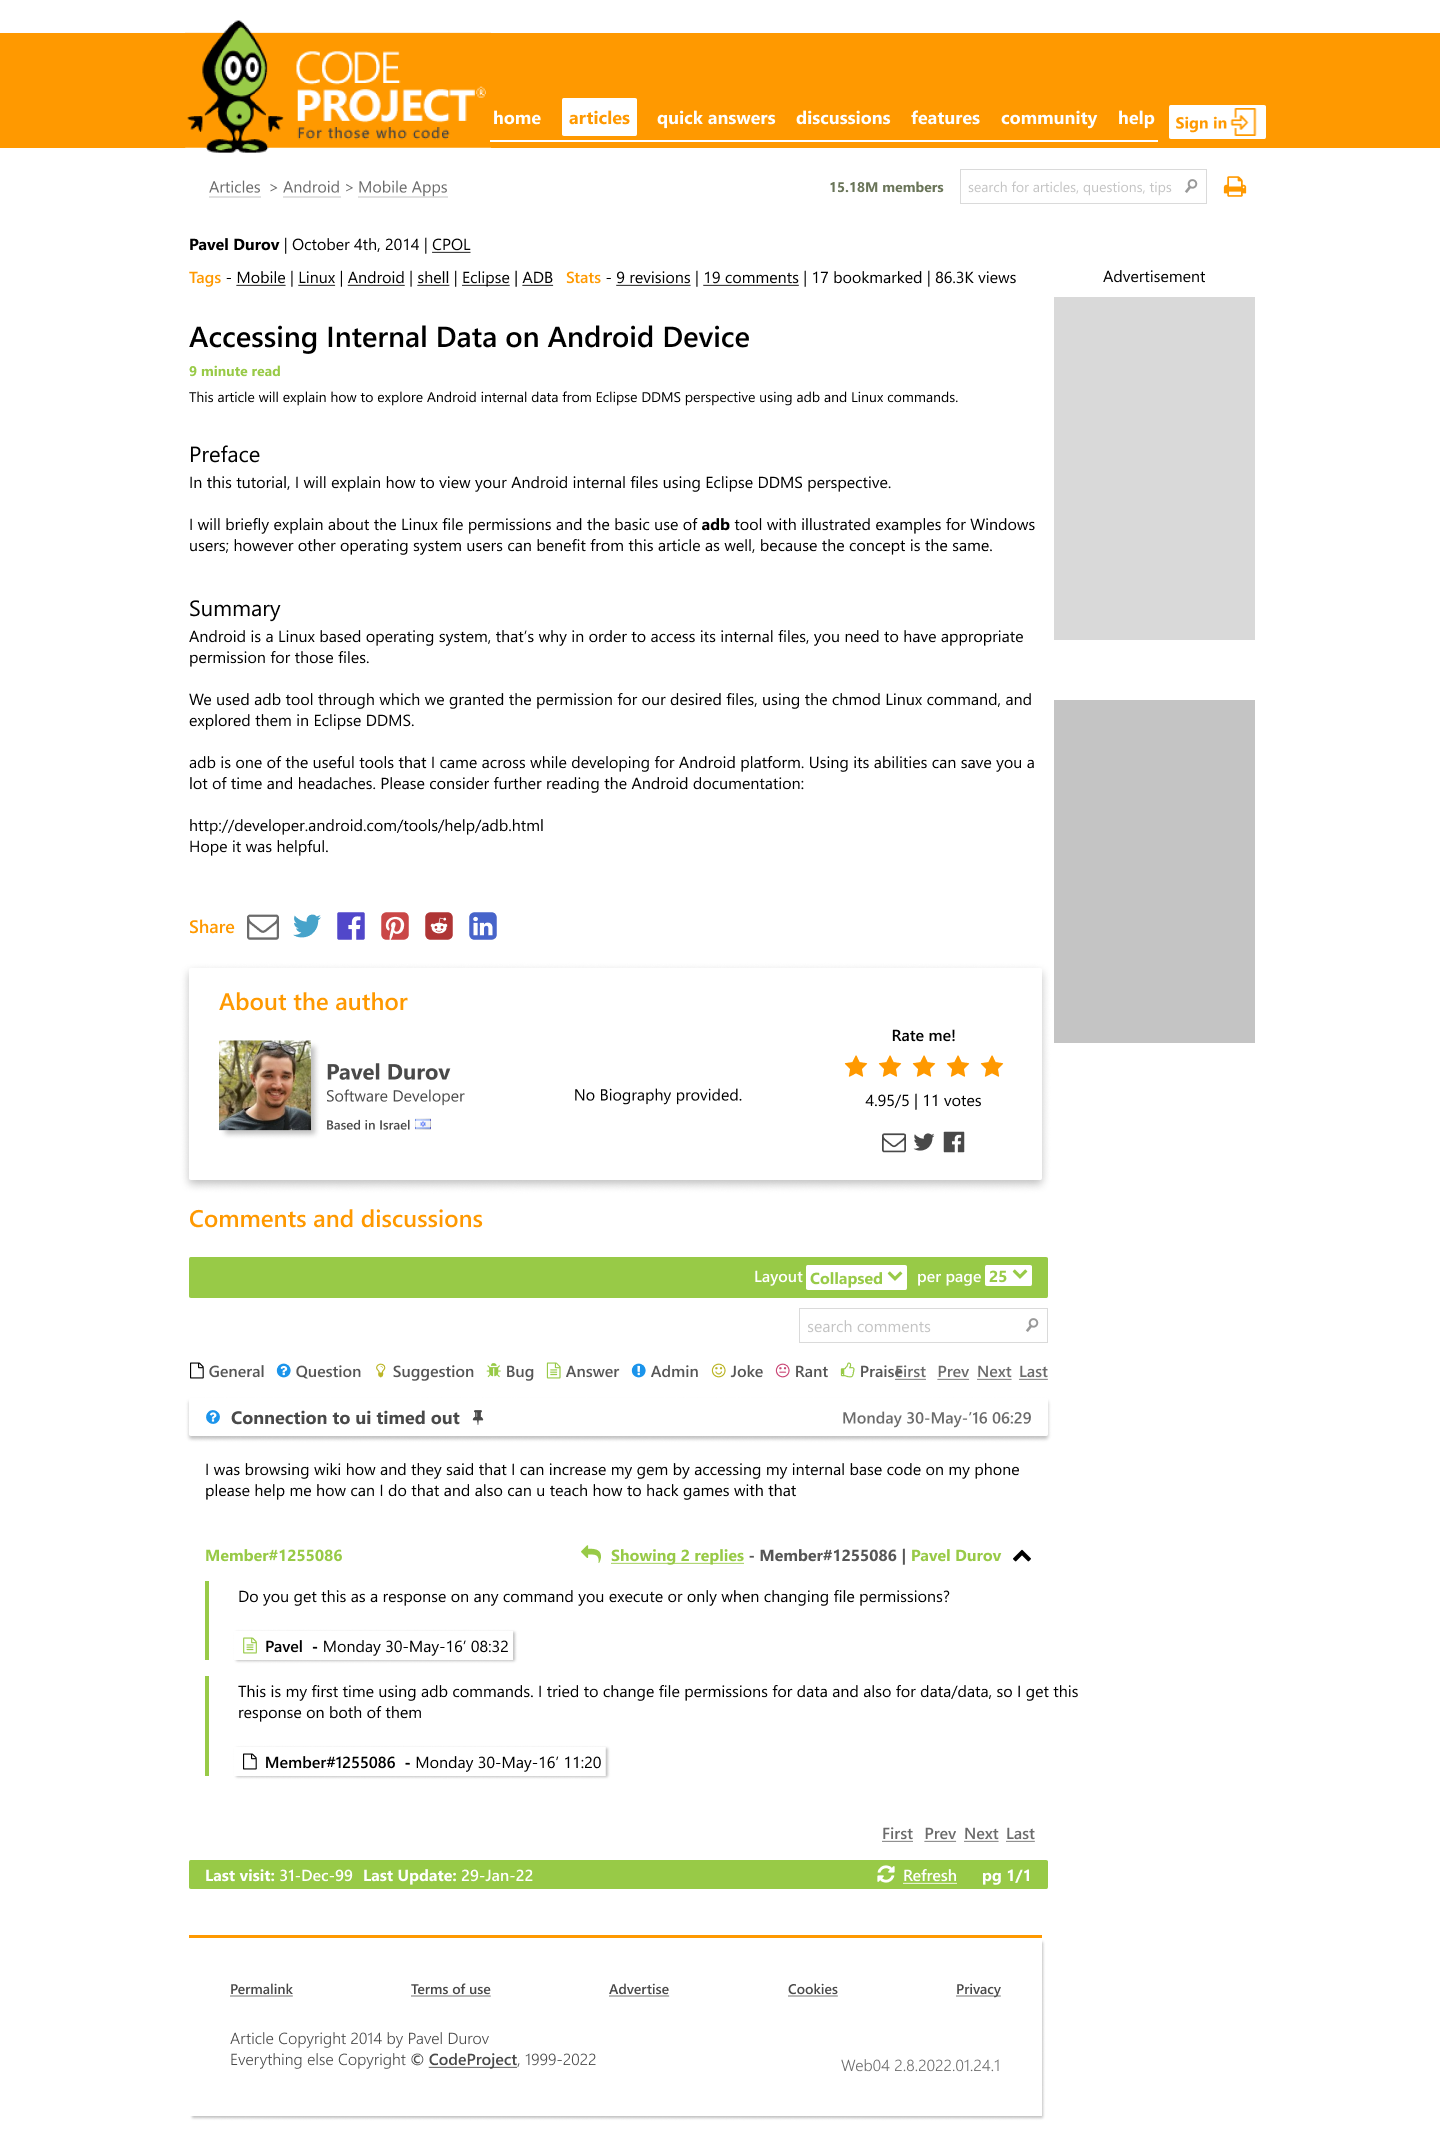 CODE
PROJECT®
For those who code
home articles quick answers discussions features community help Sign in
Articles > Android > Mobile Apps
15.18M members
search for articles, questions, tips
Pavel Durov | October 4th, 2014 | CPOL
Tags - Mobile | Linux | Android | shell | Eclipse | ADB Stats - 9 revisions | 19 comments | 17 bookmarked | 86.3K views
Advertisement
Accessing Internal Data on Android Device
9 minute read
This article will explain how to explore Android internal data from Eclipse DDMS perspective using adb and Linux commands.
Preface
In this tutorial, I will explain how to view your Android internal files using Eclipse DDMS perspective.
I will briefly explain about the Linux file permissions and the basic use of adb tool with illustrated examples for Windows
users; however other operating system users can benefit from this article as well, because the concept is the same.
Summary
Android is a Linux based operating system, that's why in order to access its internal files, you need to have appropriate
permission for those files.
We used adb tool through which we granted the permission for our desired files, using the chmod Linux command, and
explored them in Eclipse DDMS.
adb is one of the useful tools that I came across while developing for Android platform. Using its abilities can save you a
lot of time and headaches. Please consider further reading the Android documentation:
http://developer.android.com/tools/help/adb.html
Hope it was helpful.
Share
About the author
Pavel Durov
Software Developer
Based in Israel
No Biography provided.
Rate me!
4.95/5 | 11 votes
Comments and discussions
Layout Collapsed per page 25
search comments
General Question Suggestion Bug Answer Admin Joke Rant Praise First Prev Next Last
Connection to ui timed out
Monday 30-May-'16 06:29
I was browsing wiki how and they said that I can increase my gem by accessing my internal base code on my phone
please help me how can I do that and also can u teach how to hack games with that
Member#1255086
Showing 2 replies - Member#1255086 | Pavel Durov
Do you get this as a response on any command you execute or only when changing file permissions?
Pavel - Monday 30-May-16' 08:32
This is my first time using adb commands. I tried to change file permissions for data and also for data/data, so I get this
response on both of them
Member#1255086 - Monday 30-May-16' 11:20
First Prev Next Last
Last visit: 31-Dec-99 Last Update: 29-Jan-22
Refresh pg 1/1
Permalink Terms of use Advertise Cookies Privacy
Article Copyright 2014 by Pavel Durov
Everything else Copyright © CodeProject, 1999-2022
Web04 2.8.2022.01.24.1